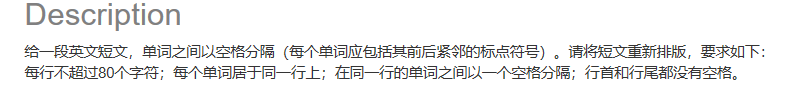 Description
给一段英文短文，单词之间以空格分隔（每个单词应包括其前后紧邻的标点符号）。请将短文重新排版，要求如下：
每行不超过80个字符；每个单词居于同一行上；在同一行的单词之间以一个空格分隔；行首和行尾都没有空格。